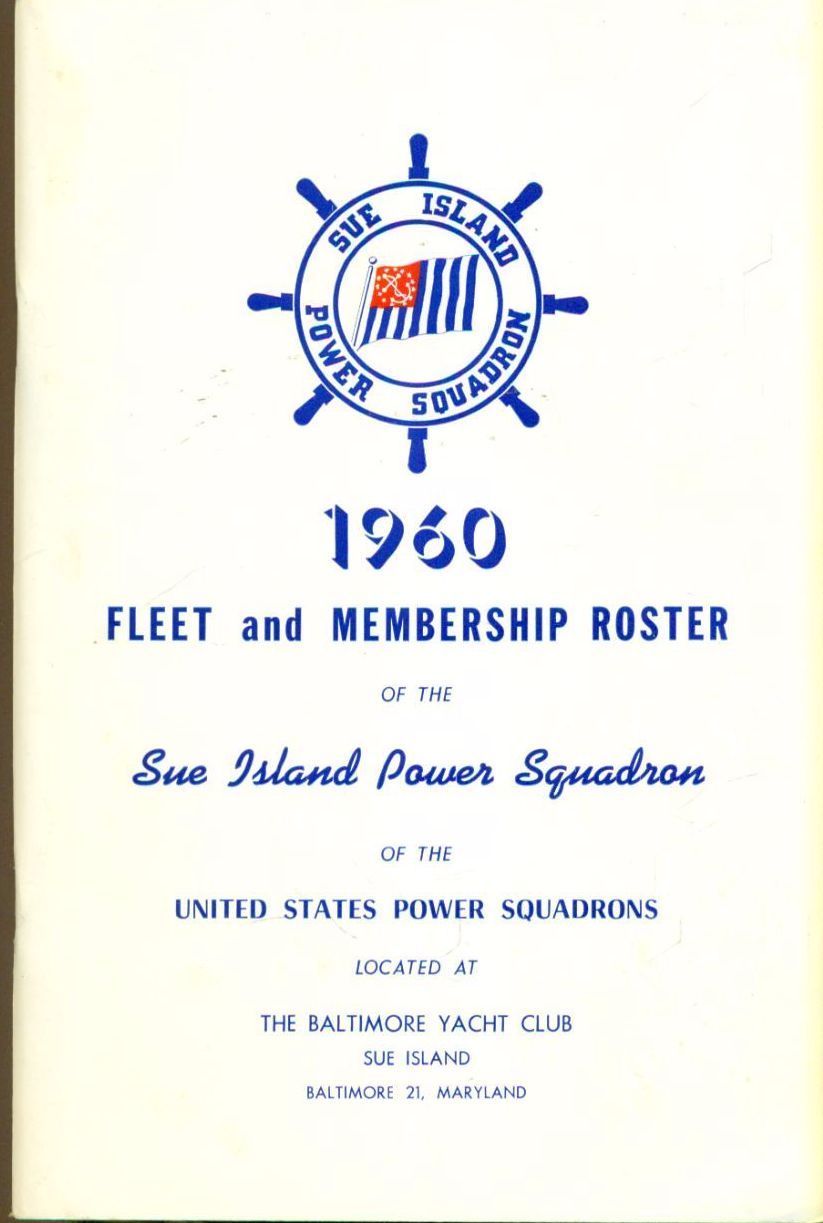 SUE ISLAND
POWER SQUADRON
1960
FLEET and MEMBERSHIP ROSTER
OF THE
Sue Island Power Squadron
OF THE
UNITED STATES POWER SQUADRONS
LOCATED AT
THE BALTIMORE YACHT CLUB
SUE ISLAND
BALTIMORE 21, MARYLAND